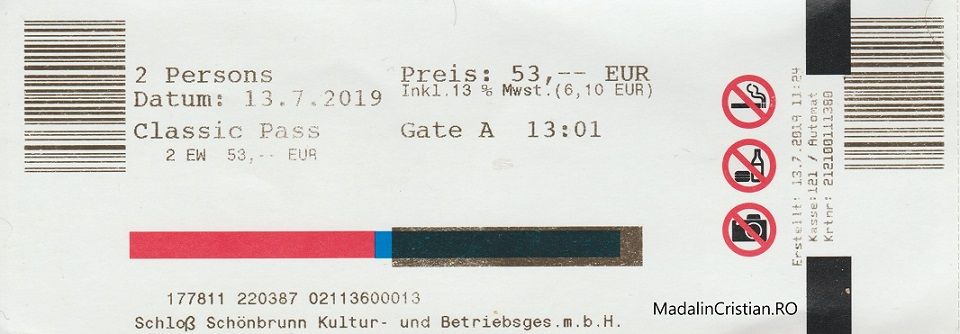 2 Persons
Preis: 53,-- EUR
Inkl.13 % Mwst.(6,10 EUR)
Datum: 13.7.2019
Classic Pass
Gate A 13:01
2 EW 53,-- EUR
177811 220387 02113600013
Schloß Schönbrunn Kultur- und Betriebsges.m.b.H.
Erstellt: 13.7.2019 11:24
Kasse:121 / Automat
Krtnr: 212100111380
MadalinCristian.RO